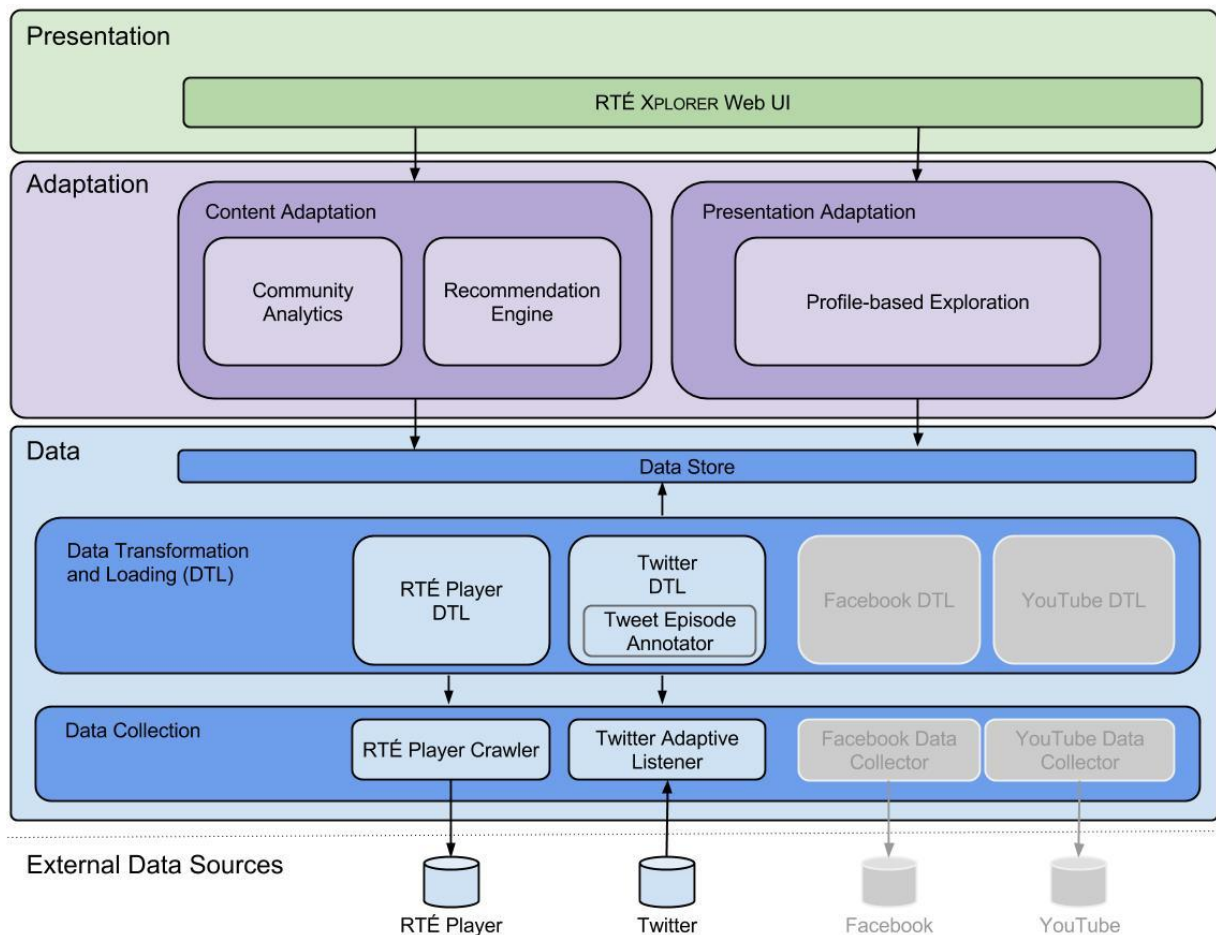 Presentation
RTÉ XPLORER Web UI
Adaptation
Content Adaptation
Community
Analytics
Recommendation
Engine
Presentation Adaptation
Profile-based Exploration
Data
Data Store
Data Transformation
and Loading (DTL)
RTÉ Player
DTL
Twitter
DTL
Tweet Episode
Annotator
Facebook DTL
YouTube DTL
Data Collection
RTÉ Player Crawler
Twitter Adaptive
Listener
Facebook Data
Collector
YouTube Data
Collector
External Data Sources
RTÉ Player
Twitter
Facebook
YouTube